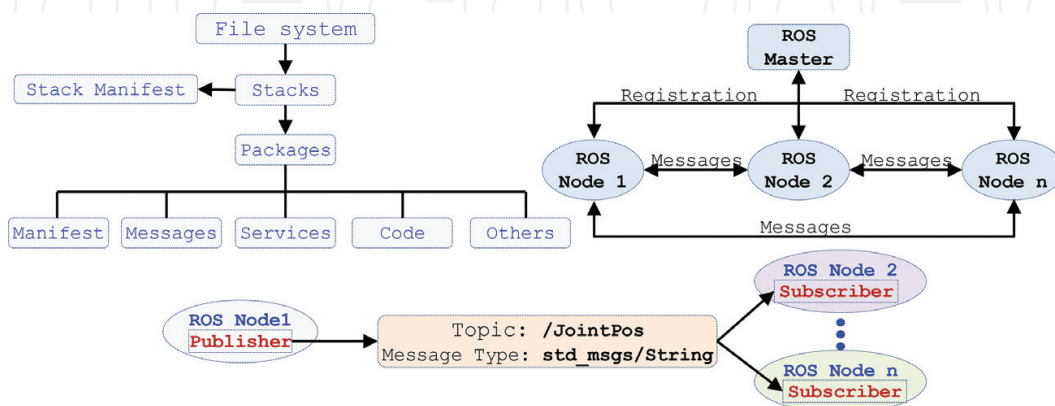 File system
Stack Manifest
Stacks
Packages
Manifest
Messages
Services
Code
Others
ROS
Master
Registration
Registration
ROS
Node 1
Messages
ROS
Node 2
Messages
ROS
Node n
Messages
ROS Node1
Publisher
Topic: /JointPos
Message Type: std_msgs/String
ROS Node 2
Subscriber
ROS Node n
Subscriber